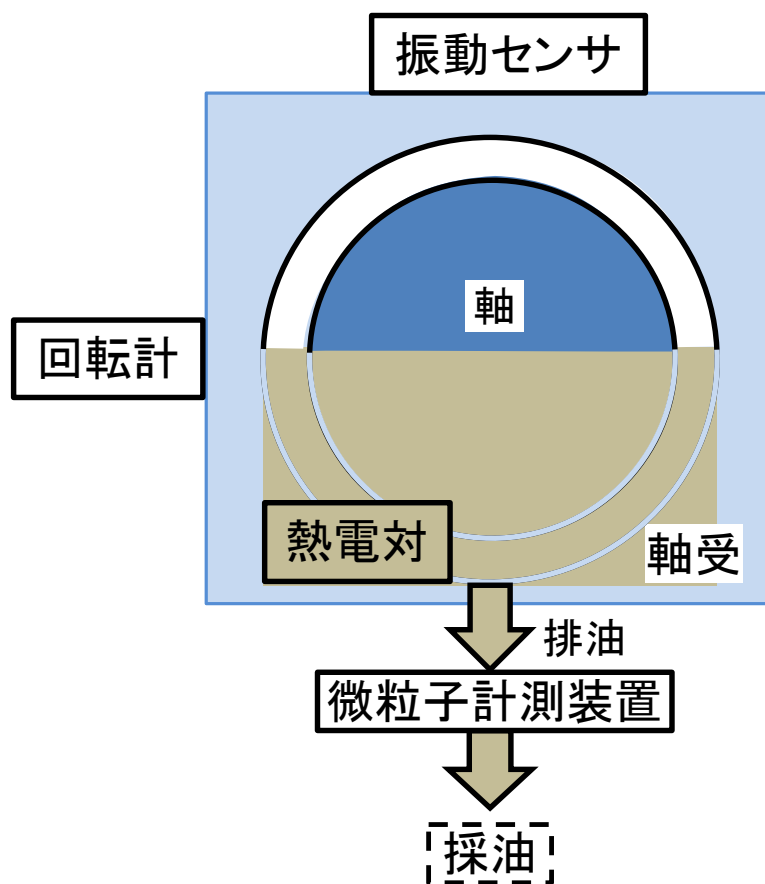 振動センサ
軸
回転計
熱電対
軸受
排油
微粒子計測装置
採油